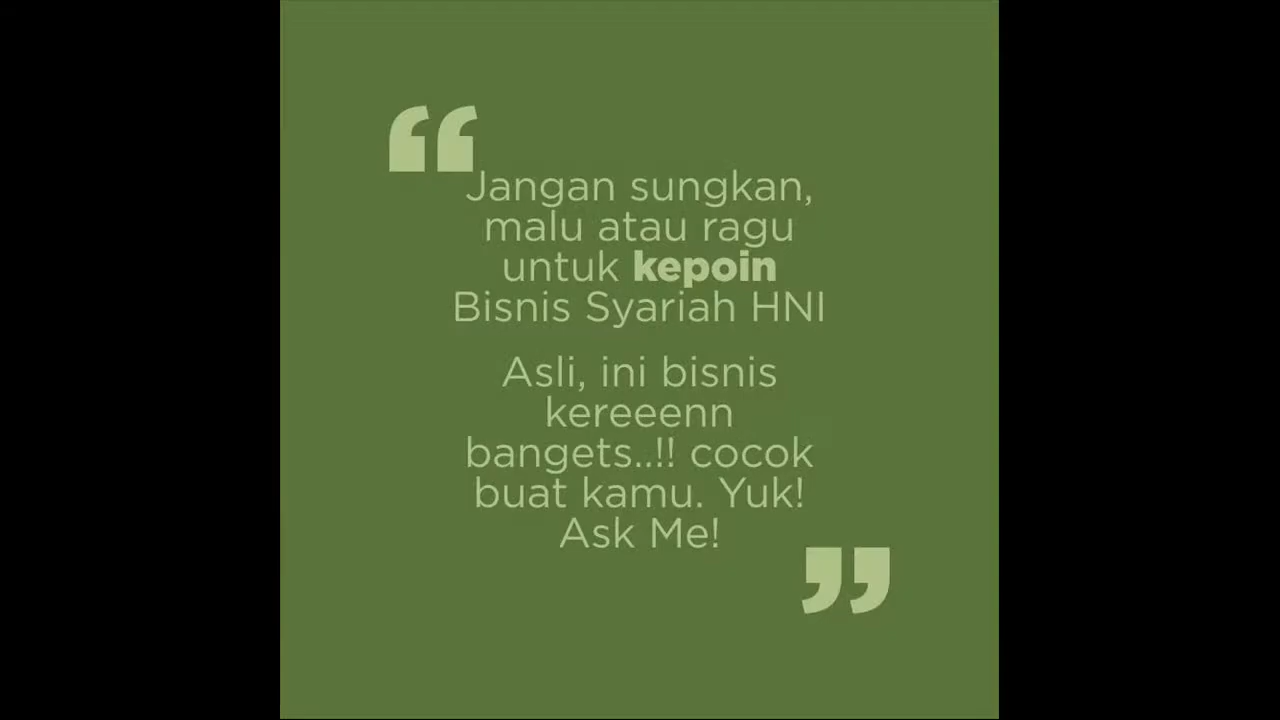 “
Jangan sungkan,
malu atau ragu
untuk kepoin
Bisnis Syariah HNI
Asli, ini bisnis
kereeenn
bangets..!! cocok
buat kamu. Yuk!
Ask Me!
”